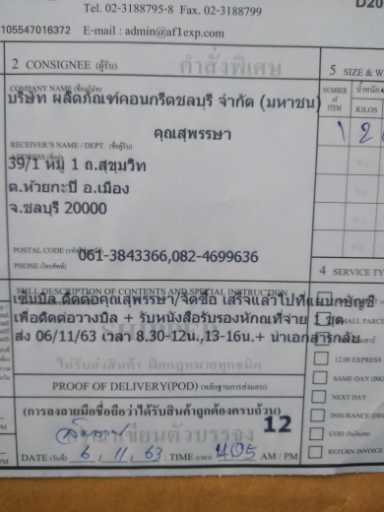 Tel. 02-3188795-8 Fax. 02-3188799
105547016372 E-mail : admin@af1exp.com
2 CONSIGNEE (ผู้รับ)
คำสั่งพิเศษ
5 SIZE & W
COMPANY NAME
NUMBER of ITEM
น้ำหนัก
KILOS
บริษัท ผลิตภัณฑ์คอนกรีตชลบุรี จำกัด (มหาชน)
1 2
คุณสุพรรษา
RECEIVER'S NAME / DEPT. (ชื่อผู้รับ)
39/1 หมู่ 1 ถ.สุขุมวิท
ต.ห้วยกะปิ อ.เมือง
จ.ชลบุรี 20000
POSTAL CODE
061-3843366,082-4699636
PHONE (โทรศัพท์)
4 SERVICE TY
FULL DESCRIPTION OF CONTENTS AND SPECIAL INSTRUCTION
เซ็นบิล ติดต่อคุณสุพรรษา/จัดซื้อ เสร็จแล้วไปที่แผนกบัญชี
เพื่อติดต่อวางบิล + รับหนังสือรับรองหักณที่จ่าย 1 ชุด
SMALL PARC
ส่ง 06/11/63 เวลา 8.30-12น.,13-16น.+ นำเอกสารกลับ
12:00 EXPRESS
SAME-DAY
PROOF OF DELIVERY(POD) (หลักฐานการส่งมอบ)
NEXT DAY
(การลงลายมือชื่อถือว่าได้รับสินค้าถูกต้องครบถ้วน)
INSURANCE
12
เขียนตัวบรรจง
COD
DATE (วันที่) 6, 11, 63 TIME (เวลา) 405 AM / PM
RETURN INVOICE